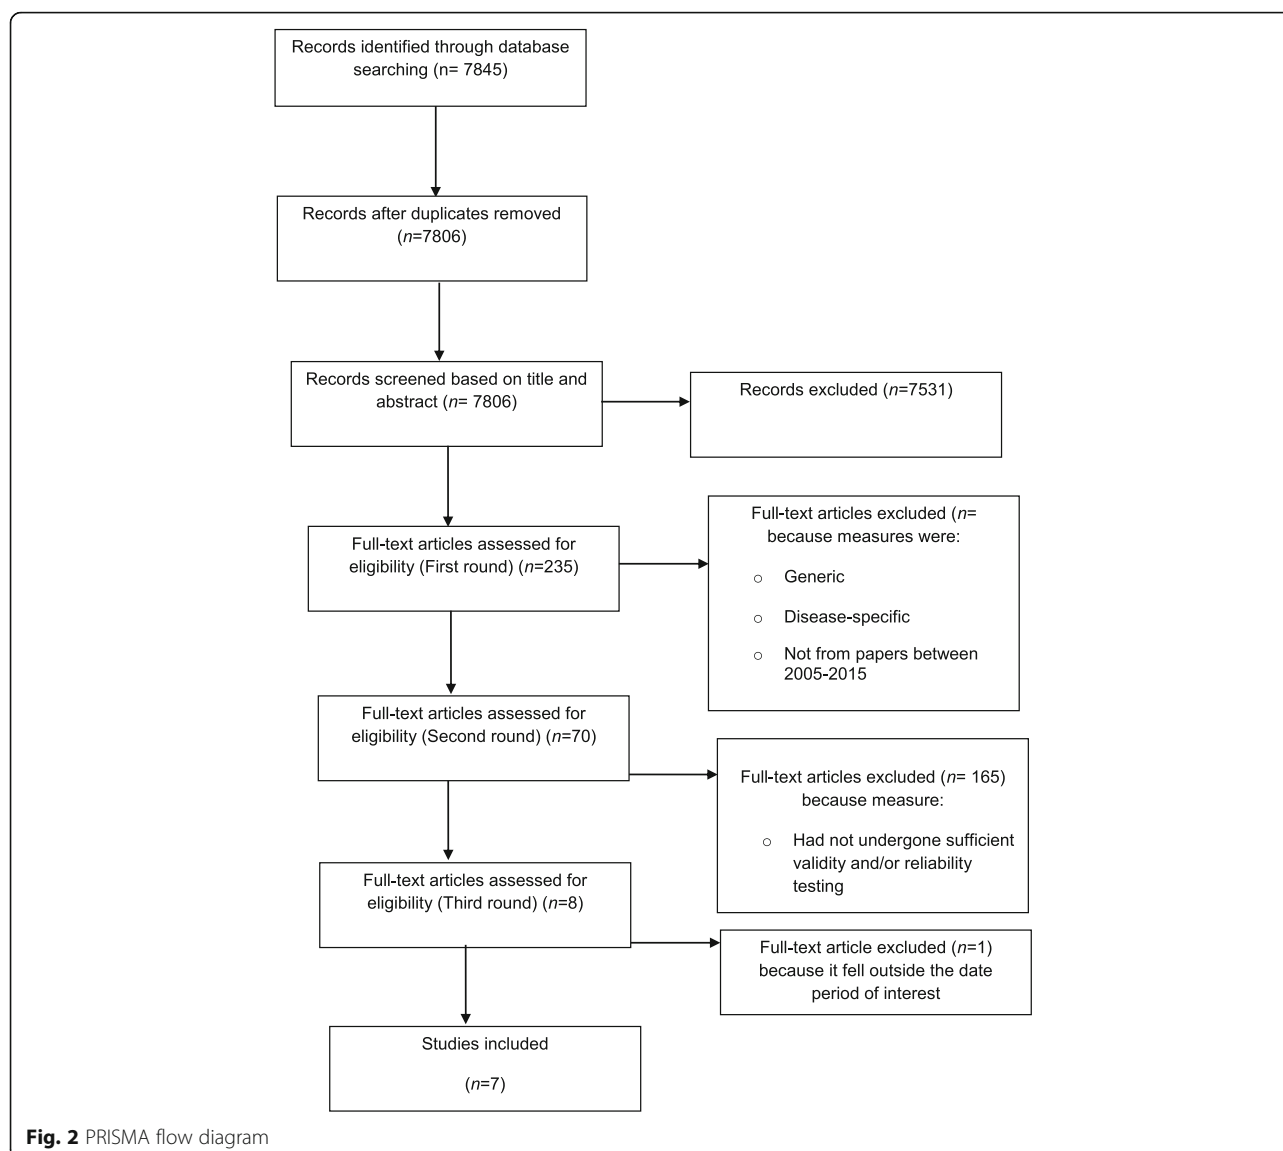 Records identified through database
searching (n= 7845)
Records after duplicates removed
(n=7806)
Records screened based on title and
abstract (n= 7806)
Records excluded (n=7531)
Full-text articles assessed for
eligibility (First round) (n=235)
Full-text articles excluded (n=
because measures were:
o Generic
o Disease-specific
o Not from papers between
2005-2015
Full-text articles assessed for
eligibility (Second round) (n=70)
Full-text articles excluded (n= 165)
because measure:
o Had not undergone sufficient
validity and/or reliability
testing
Full-text articles assessed for
eligibility (Third round) (n=8)
Full-text article excluded (n=1)
because it fell outside the date
period of interest
Studies included
(n=7)
Fig. 2 PRISMA flow diagram